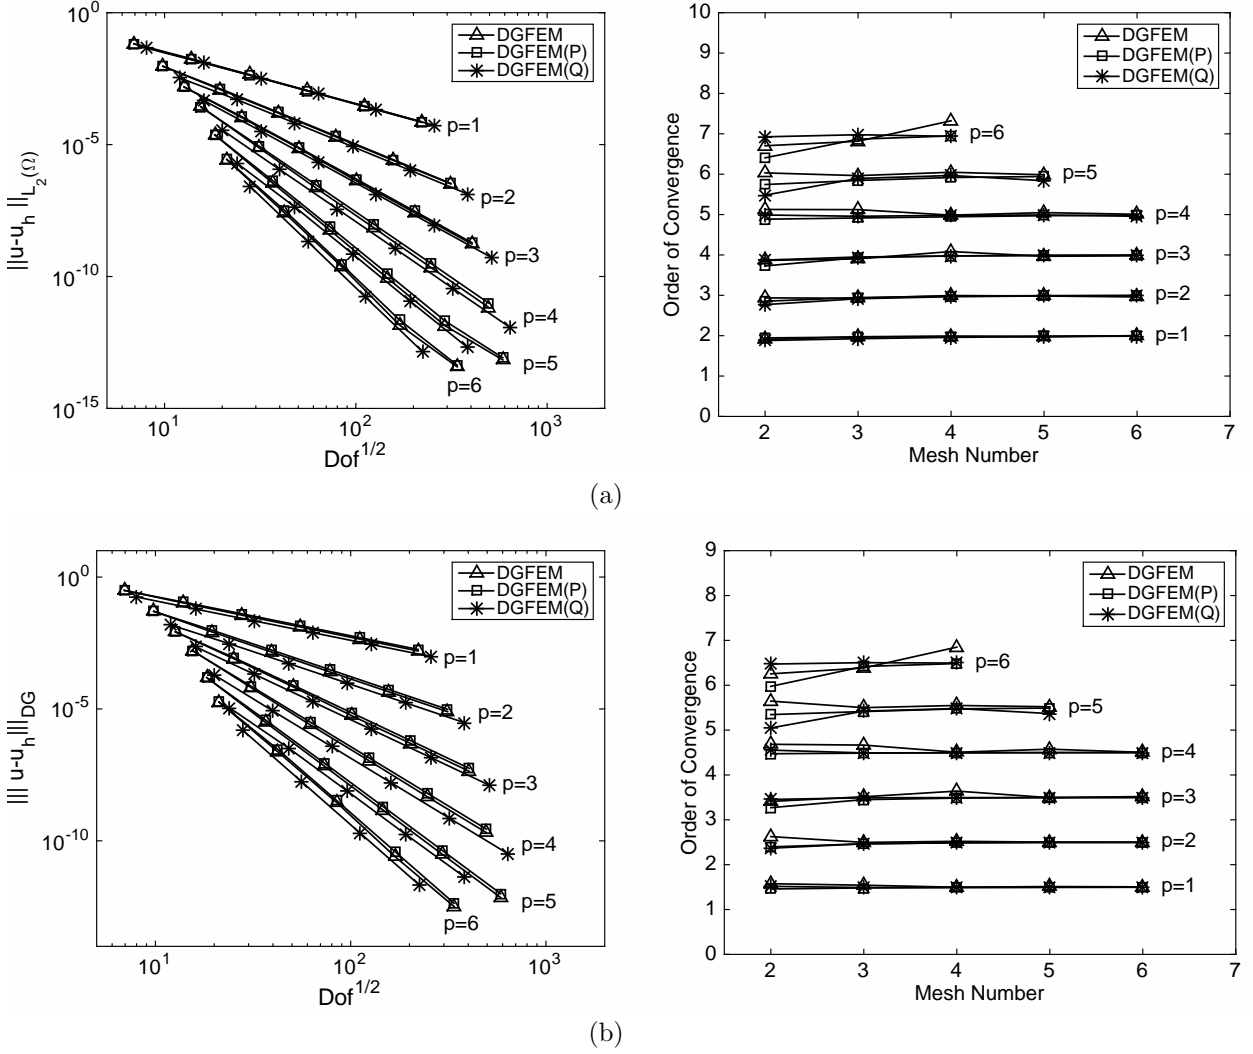 10^0
10^-5
10^-10
10^-15
||u-u_h||_{L_2(Ω)}
10^1
10^2
10^3
Dof^{1/2}
DGFEM
DGFEM(P)
DGFEM(Q)
p=1
p=2
p=3
p=4
p=5
p=6
10
9
8
7
6
5
4
3
2
1
0
Order of Convergence
2
3
4
5
6
7
Mesh Number
DGFEM
DGFEM(P)
DGFEM(Q)
p=6
p=5
p=4
p=3
p=2
p=1
(a)
10^0
10^-5
10^-10
||| u-u_h|||_{DG}
10^1
10^2
10^3
Dof^{1/2}
DGFEM
DGFEM(P)
DGFEM(Q)
p=1
p=2
p=3
p=4
p=5
p=6
9
8
7
6
5
4
3
2
1
0
Order of Convergence
2
3
4
5
6
7
Mesh Number
DGFEM
DGFEM(P)
DGFEM(Q)
p=6
p=5
p=4
p=3
p=2
p=1
(b)